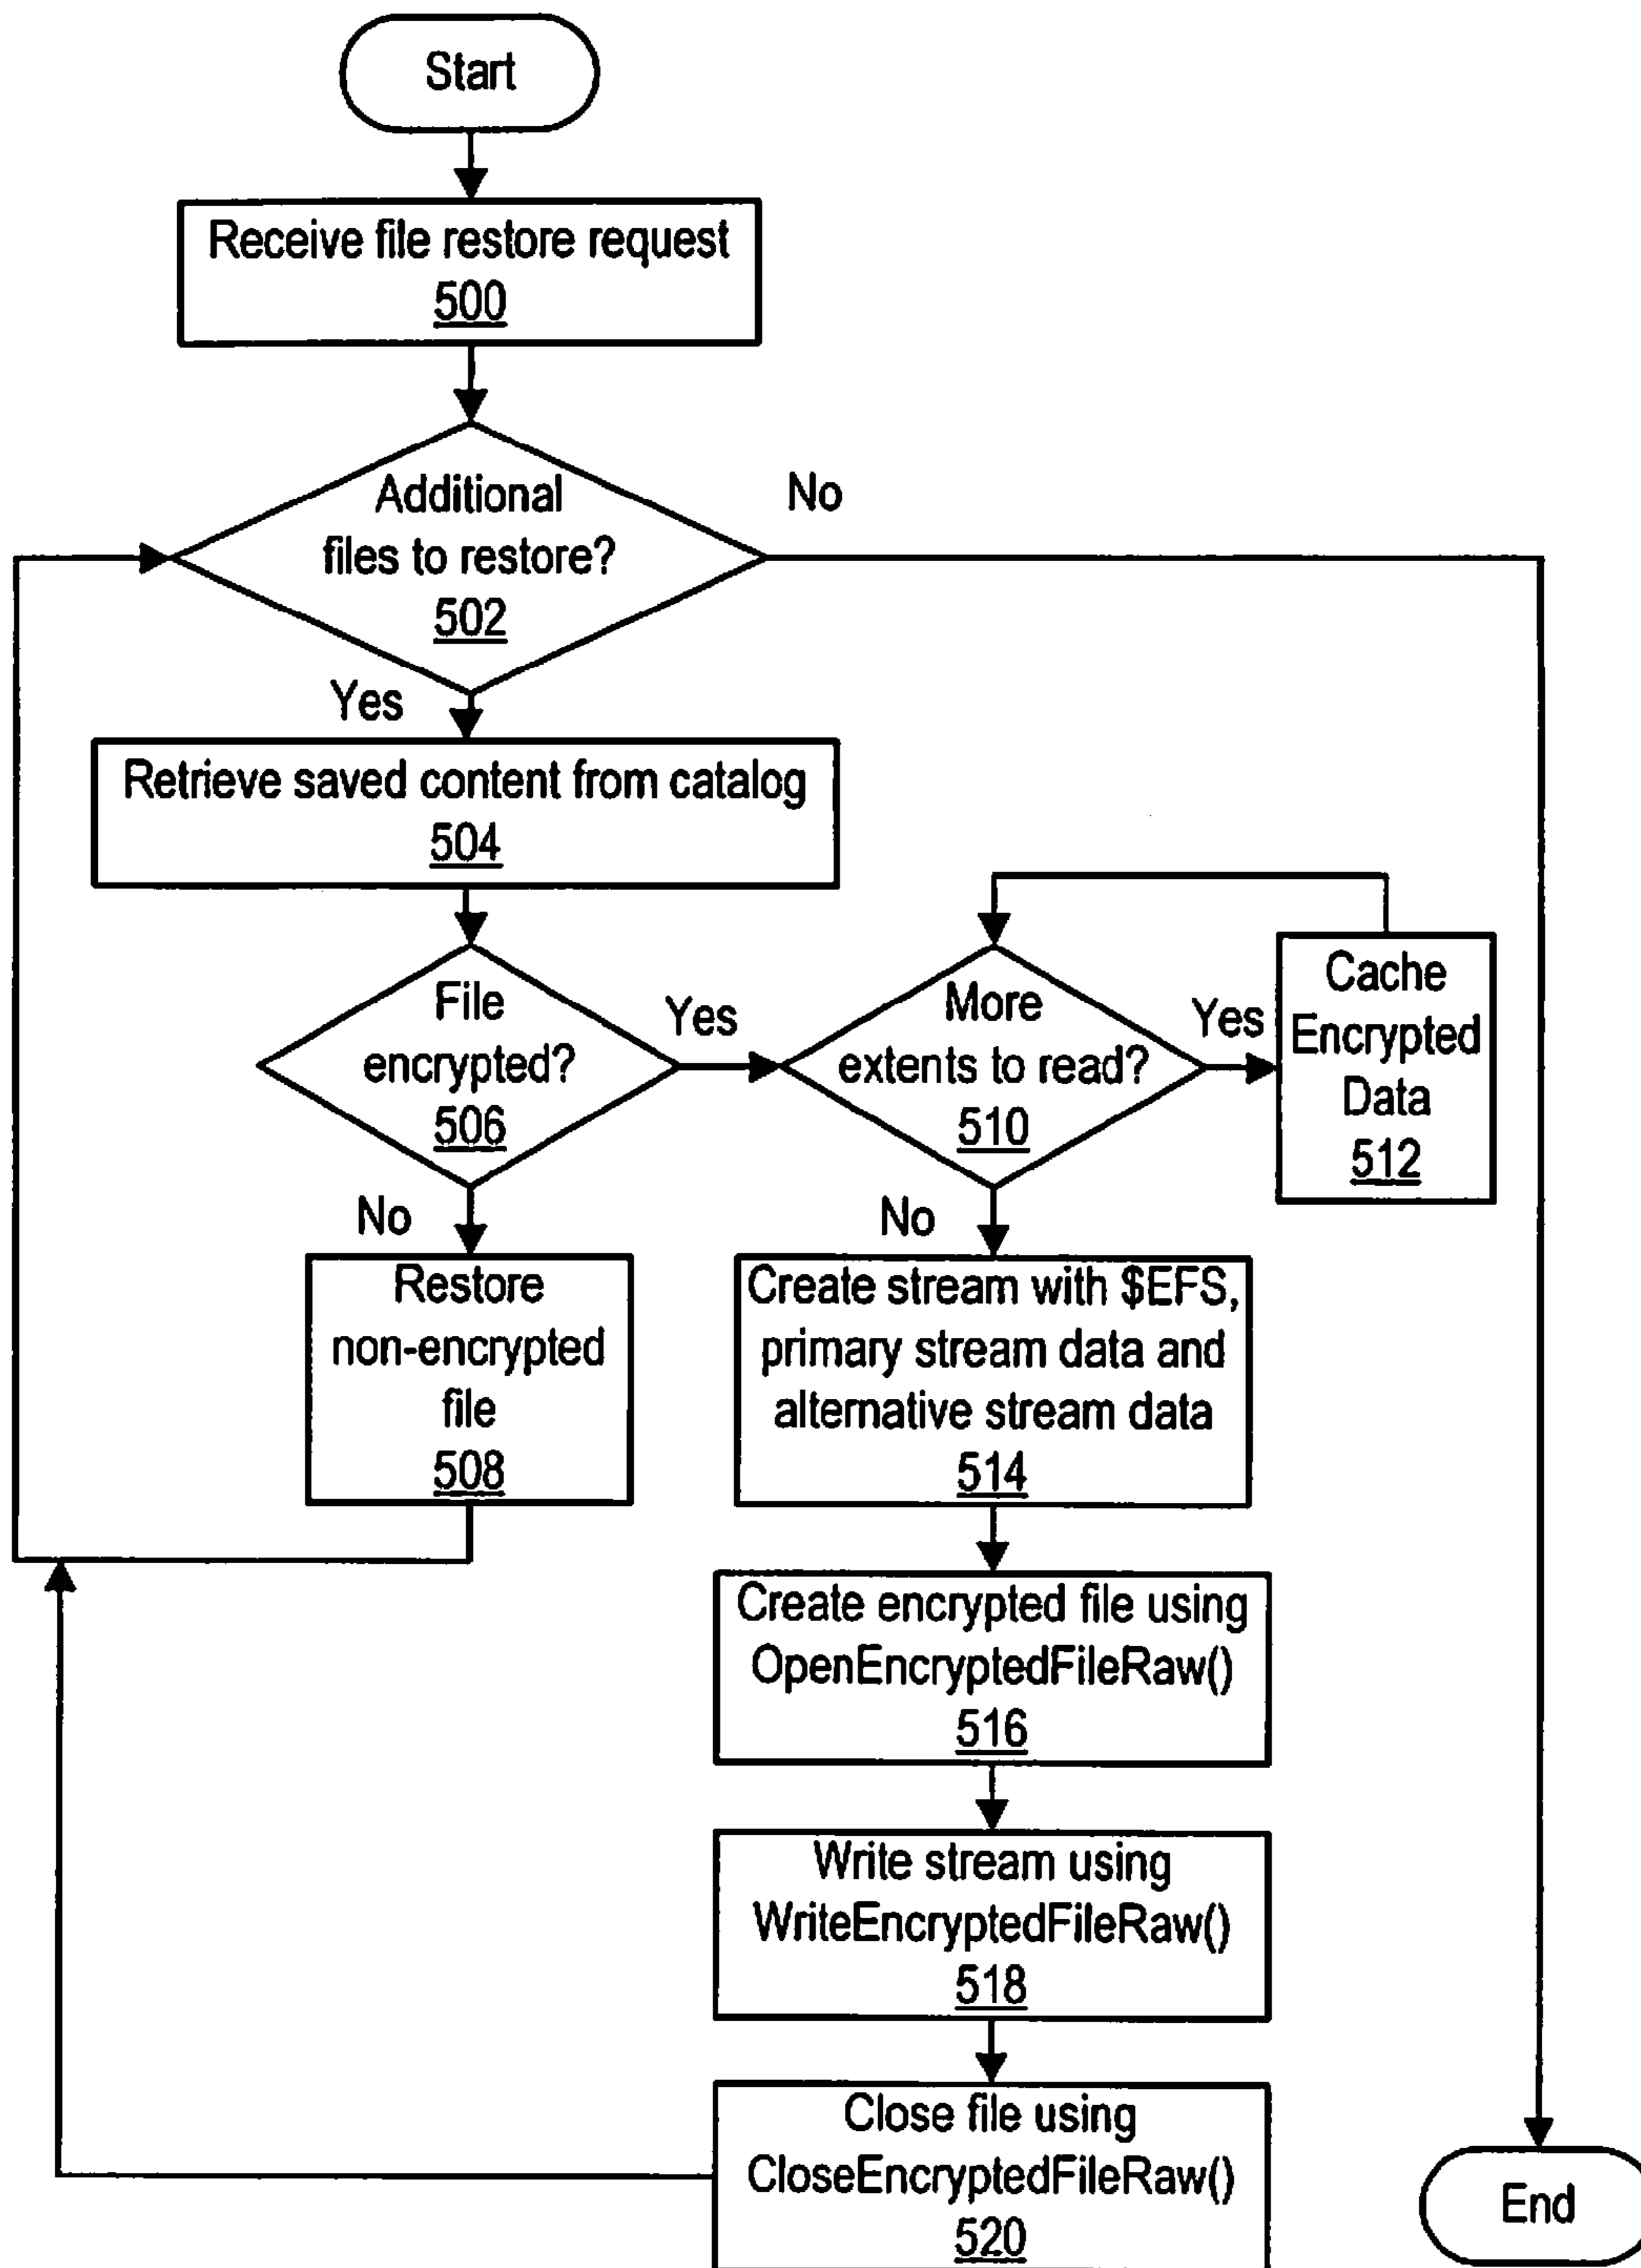 Start
Receive file restore request
500
Additional
files to restore?
502
No
Yes
Retrieve saved content from catalog
504
File
encrypted?
506
Yes
More
extents to read?
510
Yes
Cache
Encrypted
Data
512
No
Restore
non-encrypted
file
508
No
Create stream with $EFS,
primary stream data and
alternative stream data
514
Create encrypted file using
OpenEncryptedFileRaw()
516
Write stream using
WriteEncryptedFileRaw()
518
Close file using
CloseEncryptedFileRaw()
520
End